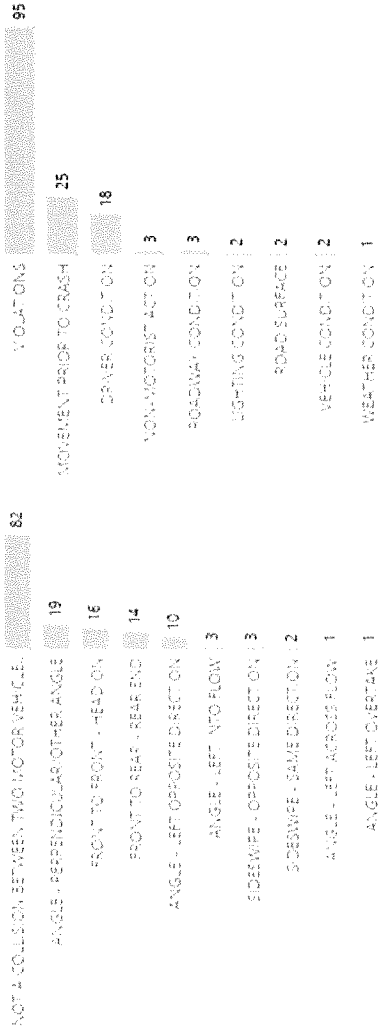 NOT A COLLISION BETWEEN TWO MOTOR VEHICLE 82
ANGLE - PERPENDICULAR/OTHER ANGLE 19
FRONT TO FRONT - HEAD ON 16
FRONT TO REAR - REAR END 14
ANGLE - LEFT OPPOSITE DIRECTION 10
ANGLE - LEFT INTO FLOW 3
SIDESWIPE - OPPOSITE DIRECTION 3
SIDESWIPE - SAME DIRECTION 2
ANGLE - LEFT ACROSS FLOW 1
ANGLE - LEFT OVERTAKE 1
VIOLATIONS 95
MOVEMENT PRIOR TO CRASH 25
DRIVER CONDITION 18
NON-MOTORIST ACTION 3
ROADWAY CONDITION 3
LIGHTING CONDITION 2
ROAD SURFACE 2
VEHICLE CONDITION 2
WEATHER CONDITION 1